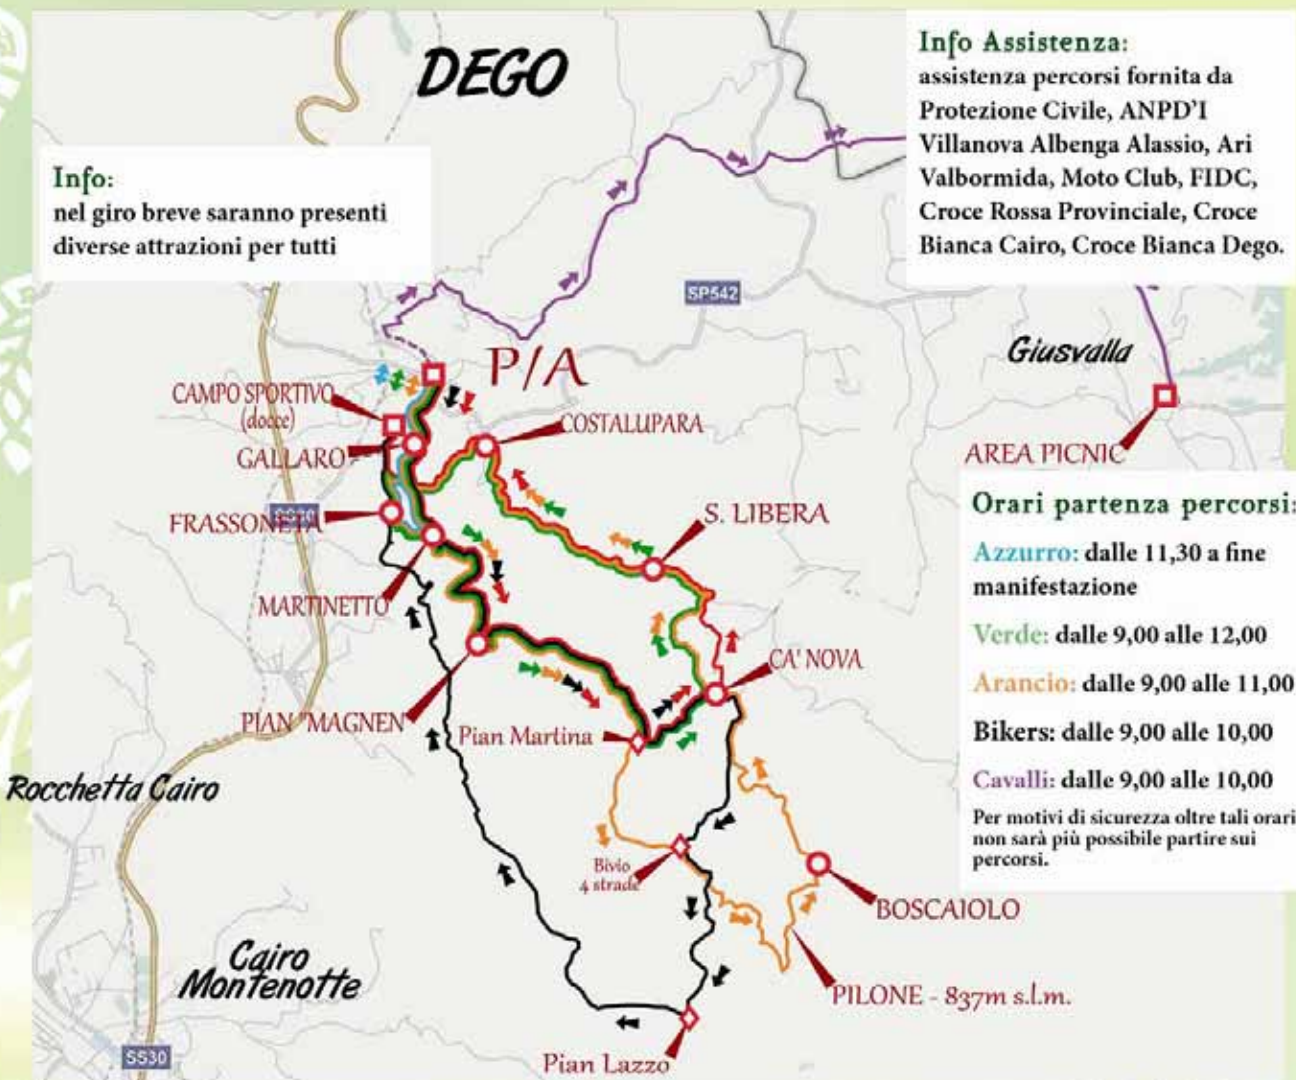 DEGO
Info Assistenza:
assistenza percorsi fornita da
Protezione Civile, ANPD'I
Villanova Albenga Alassio, Ari
Valbormida, Moto Club, FIDC,
Croce Rossa Provinciale, Croce
Bianca Cairo, Croce Bianca Dego.
Info:
nel giro breve saranno presenti
diverse attrazioni per tutti
SP542
Giusvalla
P/A
CAMPO SPORTIVO
(docce)
COSTALUPARA
GALLARO
AREA PICNIC
FRASSONETA
SS30
S. LIBERA
MARTINETTO
CA' NOVA
PIAN "MAGNEN"
Pian Martina
Orari partenza percorsi:
Azzurro: dalle 11,30 a fine
manifestazione
Verde: dalle 9,00 alle 12,00
Arancio: dalle 9,00 alle 11,00
Bikers: dalle 9,00 alle 10,00
Cavalli: dalle 9,00 alle 10,00
Per motivi di sicurezza oltre tali orari
non sarà più possibile partire sui
percorsi.
Rocchetta Cairo
Bivio
4 strade
BOSCAIOLO
Cairo
Montenotte
PILONE - 837m s.l.m.
SS30
Pian Lazzo